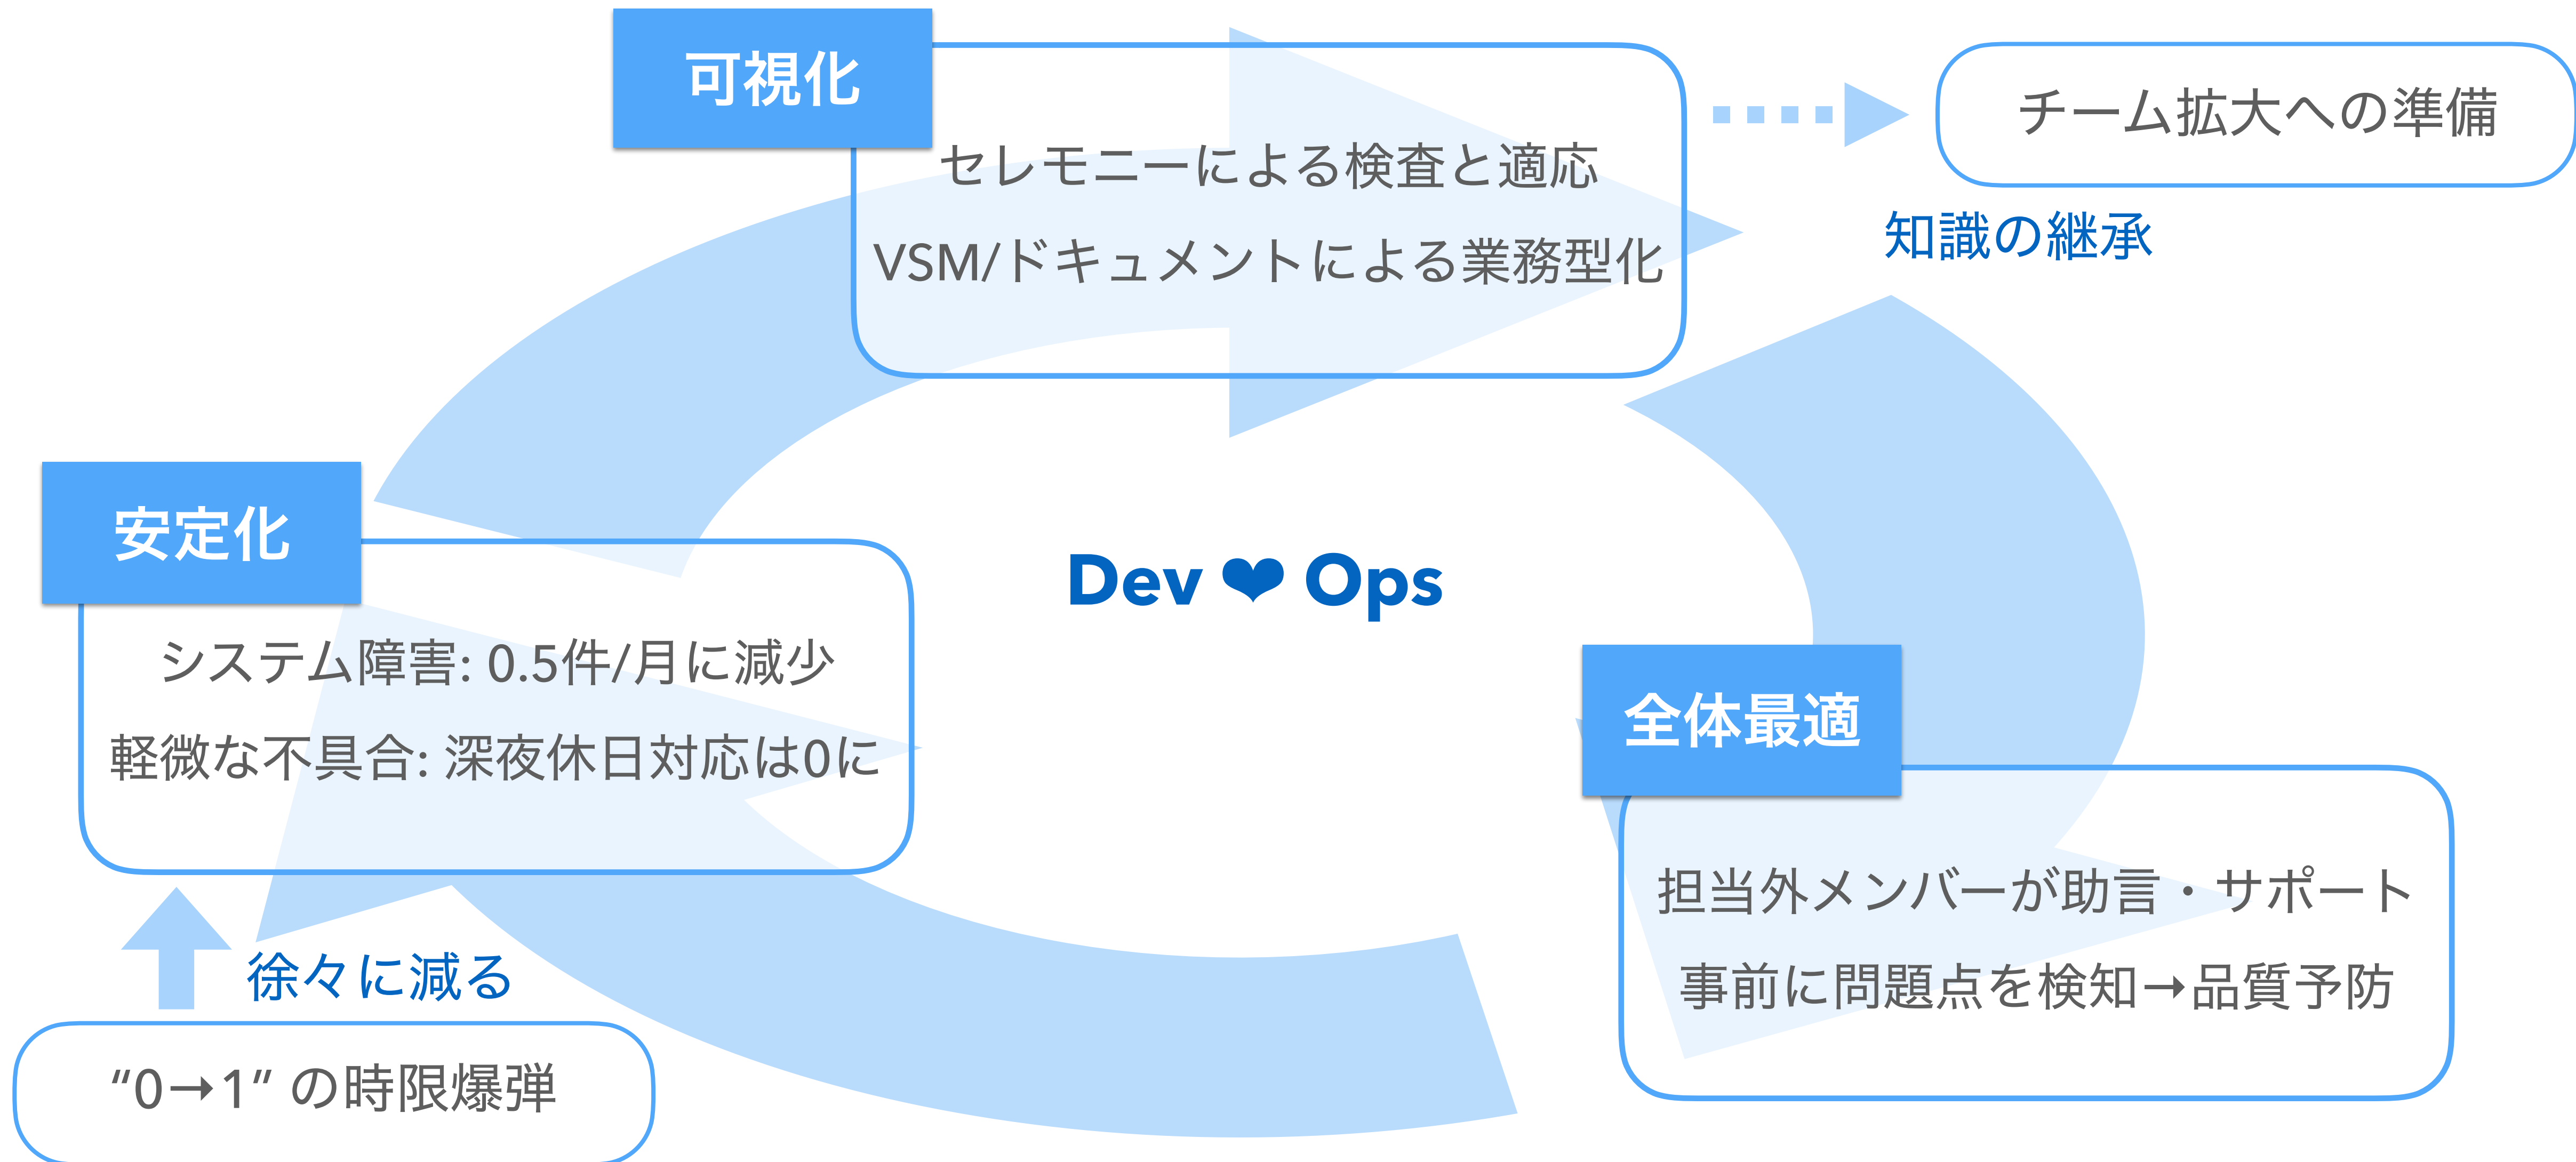 可視化
セレモニーによる検査と適応
VSM/ドキュメントによる業務型化
チーム拡大への準備
知識の継承
安定化
システム障害: 0.5件/月に減少
軽微な不具合: 深夜休日対応は0に
Dev ❤ Ops
全体最適
担当外メンバーが助言・サポート
事前に問題点を検知→品質予防
徐々に減る
“0→1” の時限爆弾